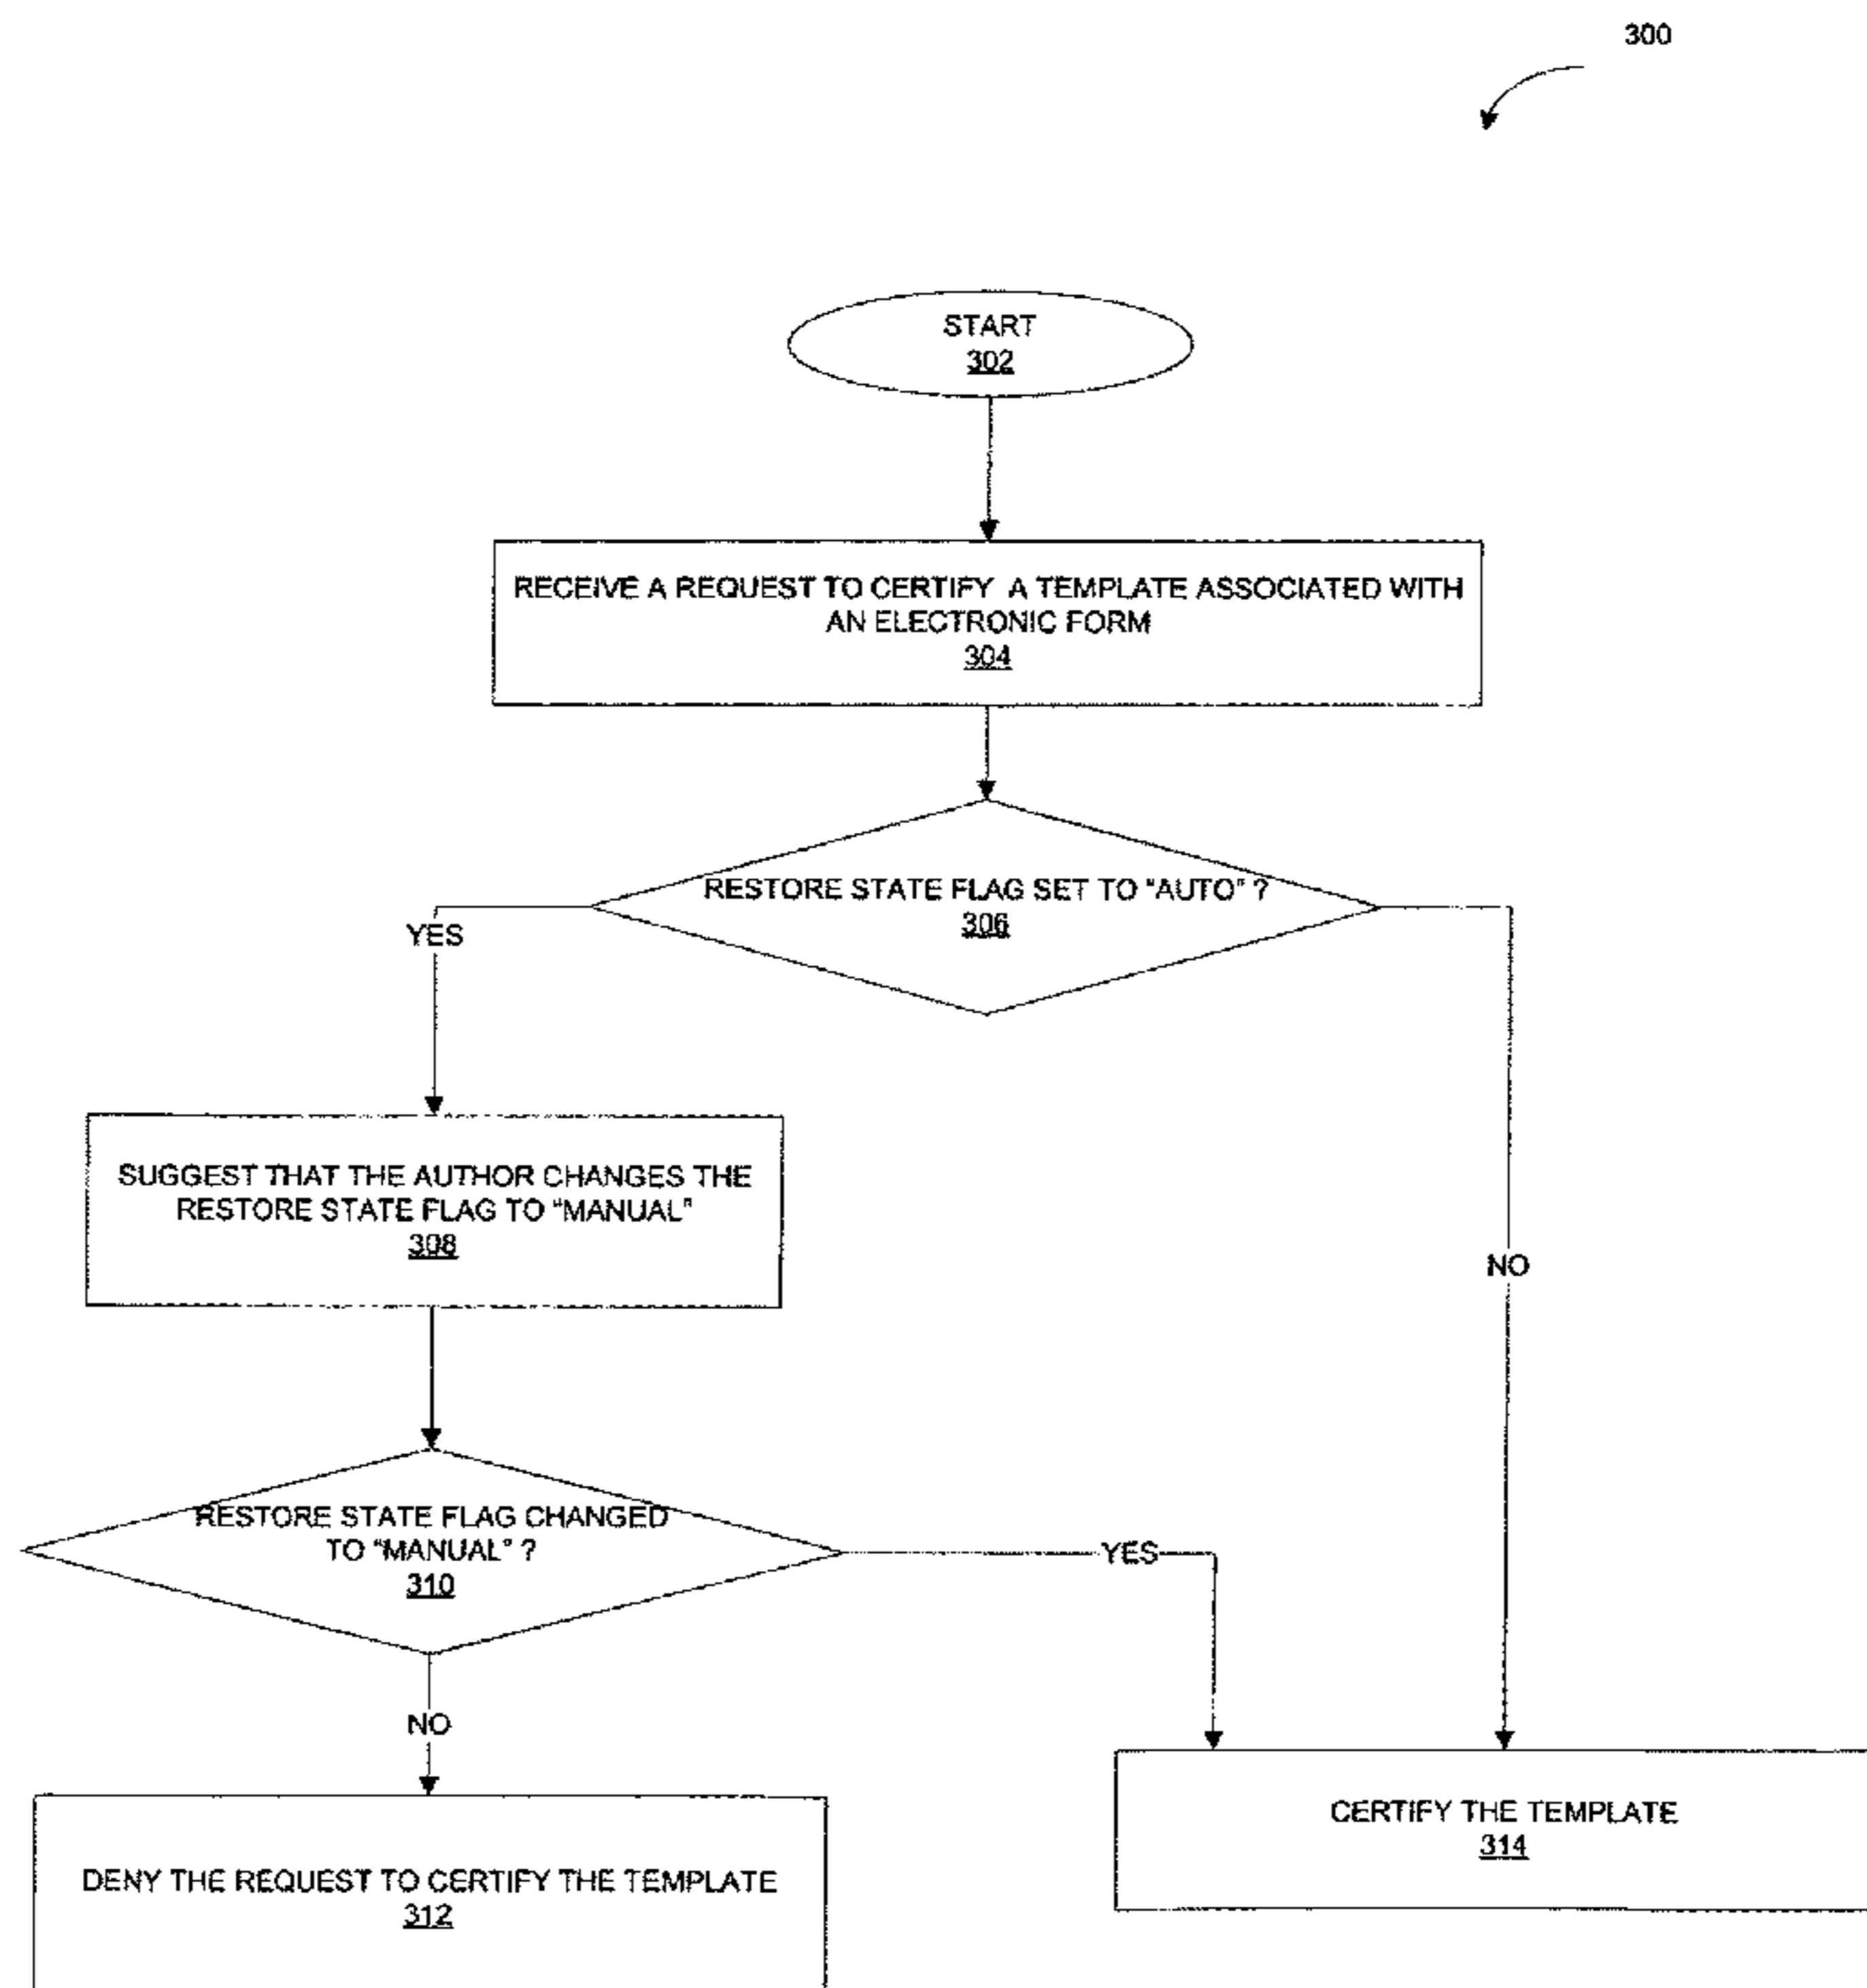 300
START
302
RECEIVE A REQUEST TO CERTIFY A TEMPLATE ASSOCIATED WITH
AN ELECTRONIC FORM
304
RESTORE STATE FLAG SET TO "AUTO" ?
306
YES
NO
SUGGEST THAT THE AUTHOR CHANGES THE
RESTORE STATE FLAG TO "MANUAL"
308
RESTORE STATE FLAG CHANGED
TO "MANUAL" ?
310
YES
NO
DENY THE REQUEST TO CERTIFY THE TEMPLATE
312
CERTIFY THE TEMPLATE
314